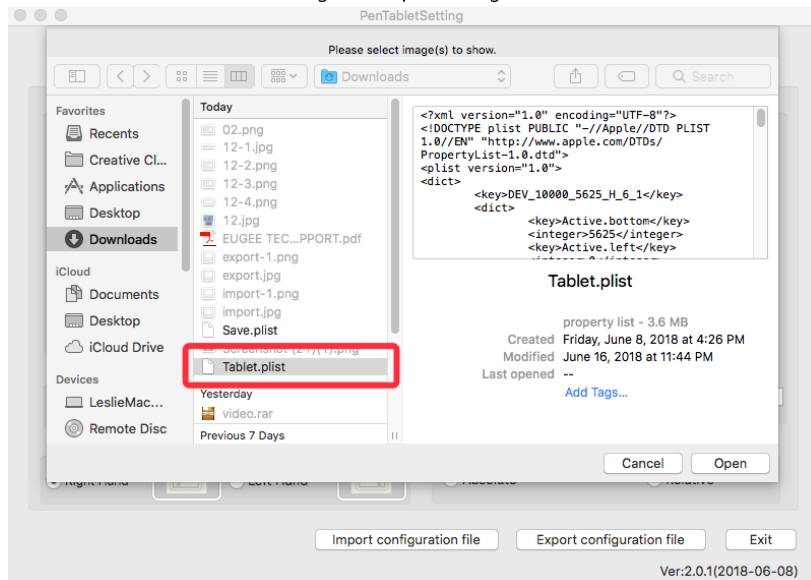 PenTabletSetting
Please select image(s) to show.
Downloads
Search
Favorites
Recents
Creative Cl...
Applications
Desktop
Downloads
iCloud
Documents
Desktop
iCloud Drive
Devices
LeslieMac...
Remote Disc
Today
02.png
12-1.jpg
12-2.png
12-3.png
12-4.png
12.jpg
EUGEE TEC...PPORT.pdf
export-1.png
export.jpg
import-1.png
import.jpg
Save.plist
Screenshot (21)(1).png
Tablet.plist
Yesterday
video.rar
Previous 7 Days
<?xml version="1.0" encoding="UTF-8"?>
<!DOCTYPE plist PUBLIC "-//Apple//DTD PLIST
1.0//EN" "http://www.apple.com/DTDs/
PropertyList-1.0.dtd">
<plist version="1.0">
<dict>
<key>DEV_10000_5625_H_6_1</key>
<dict>
<key>Active.bottom</key>
<integer>5625</integer>
<key>Active.left</key>
<integer>0</integer>
Tablet.plist
property list - 3.6 MB
Created Friday, June 8, 2018 at 4:26 PM
Modified June 16, 2018 at 11:44 PM
Last opened --
Add Tags...
Cancel
Open
Right Hand
Left Hand
Absolute
Relative
Import configuration file
Export configuration file
Exit
Ver:2.0.1(2018-06-08)